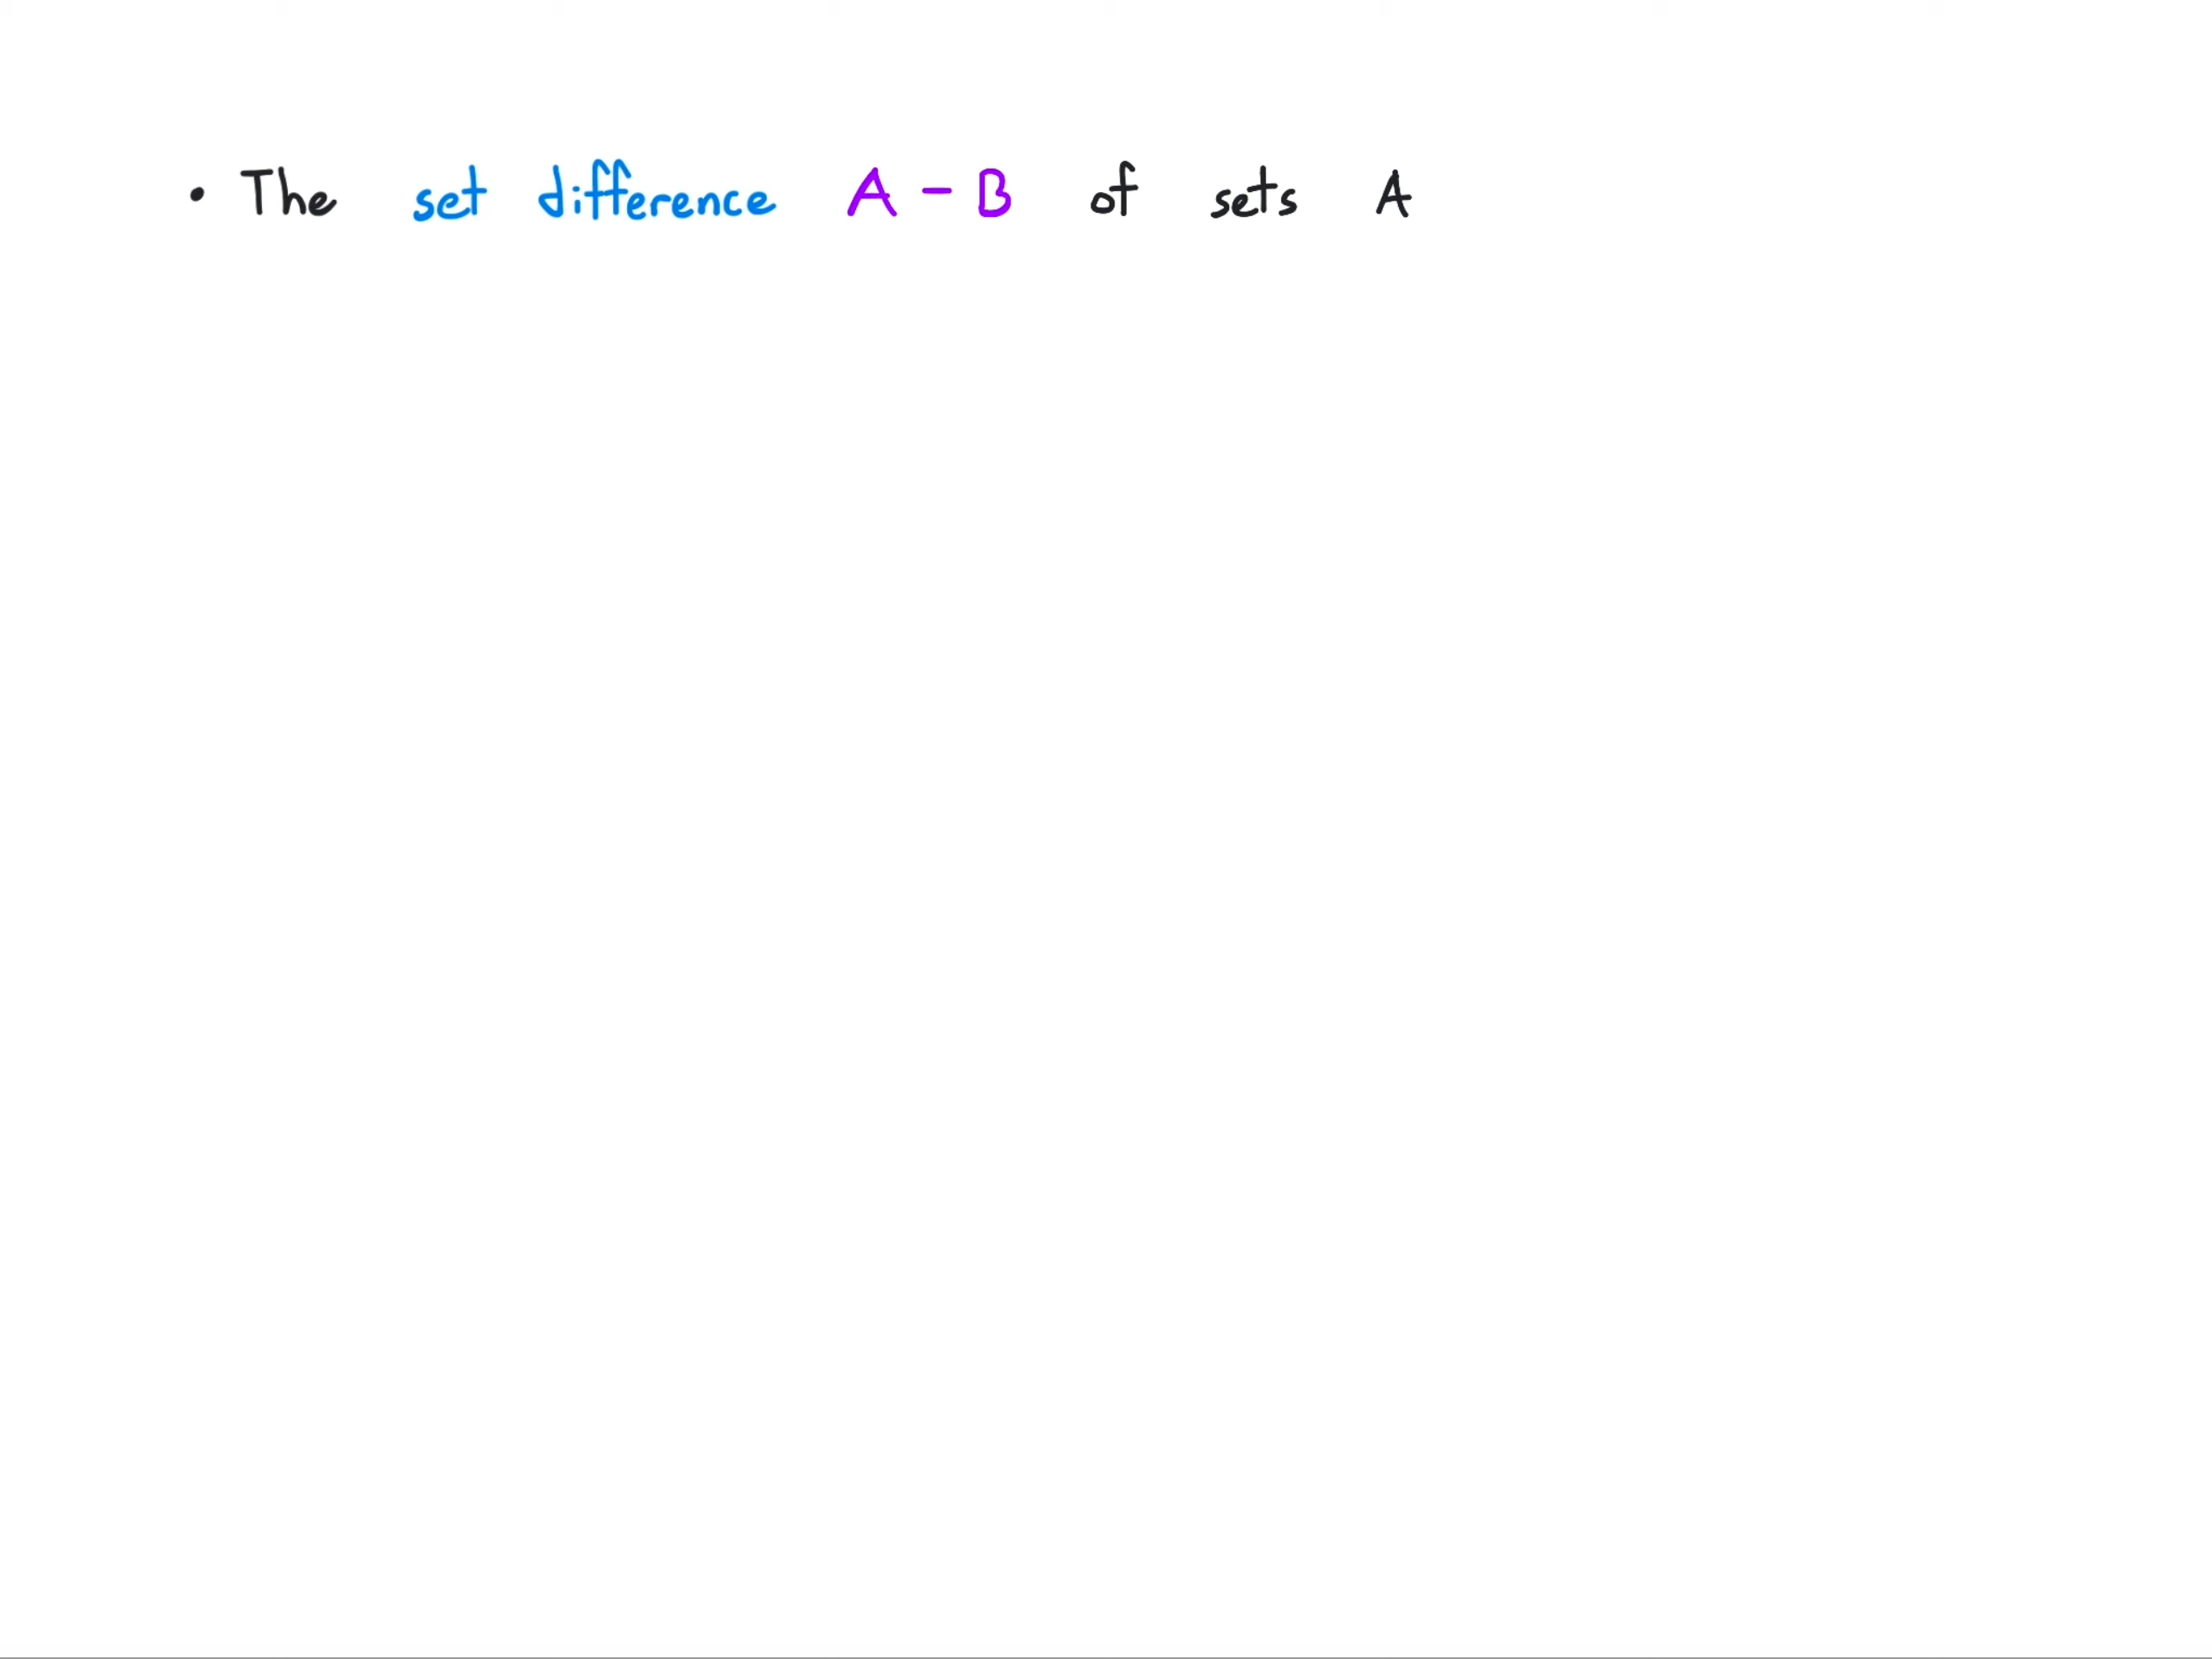 • The set difference A - B of sets A